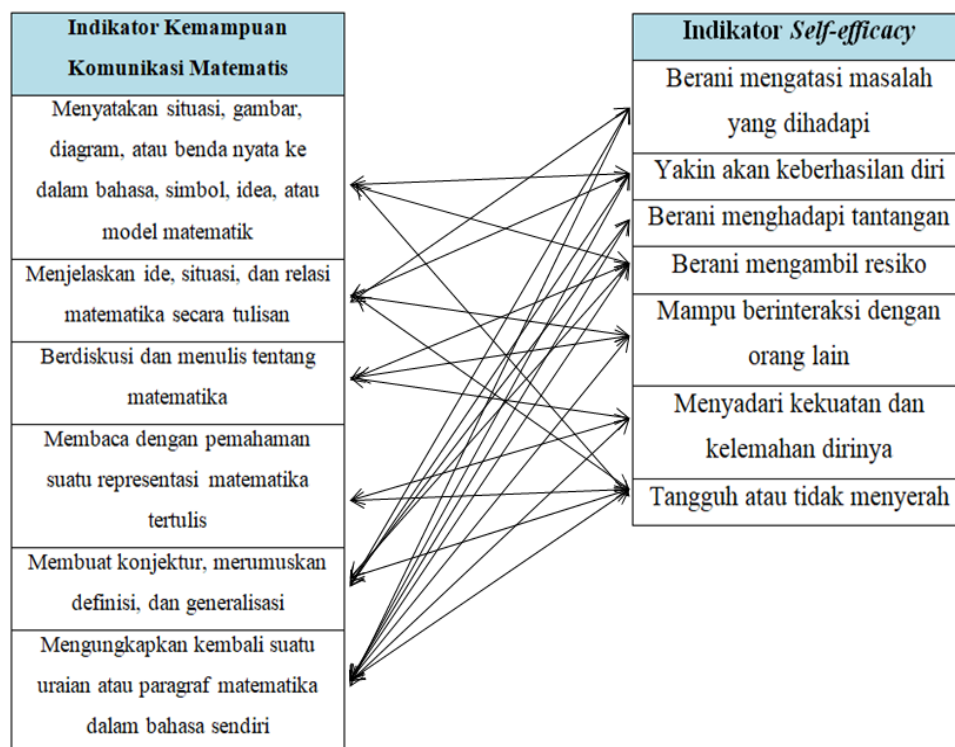 Indikator Kemampuan
Komunikasi Matematis
Menyatakan situasi, gambar,
diagram, atau benda nyata ke
dalam bahasa, simbol, idea, atau
model matematik
Menjelaskan ide, situasi, dan relasi
matematika secara tulisan
Berdiskusi dan menulis tentang
matematika
Membaca dengan pemahaman
suatu representasi matematika
tertulis
Membuat konjektur, merumuskan
definisi, dan generalisasi
Mengungkapkan kembali suatu
uraian atau paragraf matematika
dalam bahasa sendiri
Indikator Self-efficacy
Berani mengatasi masalah
yang dihadapi
Yakin akan keberhasilan diri
Berani menghadapi tantangan
Berani mengambil resiko
Mampu berinteraksi dengan
orang lain
Menyadari kekuatan dan
kelemahan dirinya
Tangguh atau tidak menyerah